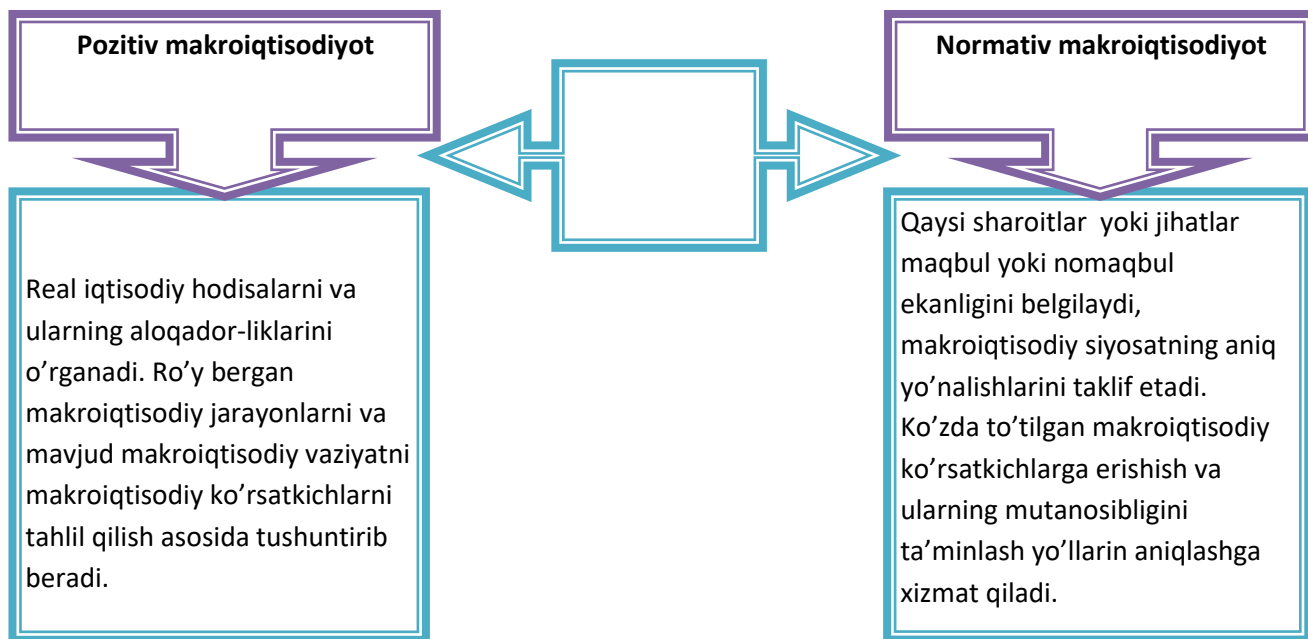 Pozitiv makroiqtisodiyot
Normativ makroiqtisodiyot
Real iqtisodiy hodisalarni va
ularning aloqador-liklarini
o’rganadi. Ro’y bergan
makroiqtisodiy jarayonlarni va
mavjud makroiqtisodiy vaziyatni
makroiqtisodiy ko’rsatkichlarni
tahlil qilish asosida tushuntirib
beradi.
Qaysi sharoitlar  yoki jihatlar
maqbul yoki nomaqbul
ekanligini belgilaydi,
makroiqtisodiy siyosatning aniq
yo’nalishlarini taklif etadi.
Ko’zda to’tilgan makroiqtisodiy
ko’rsatkichlarga erishish va
ularning mutanosibligini
ta’minlash yo’llarin aniqlashga
xizmat qiladi.